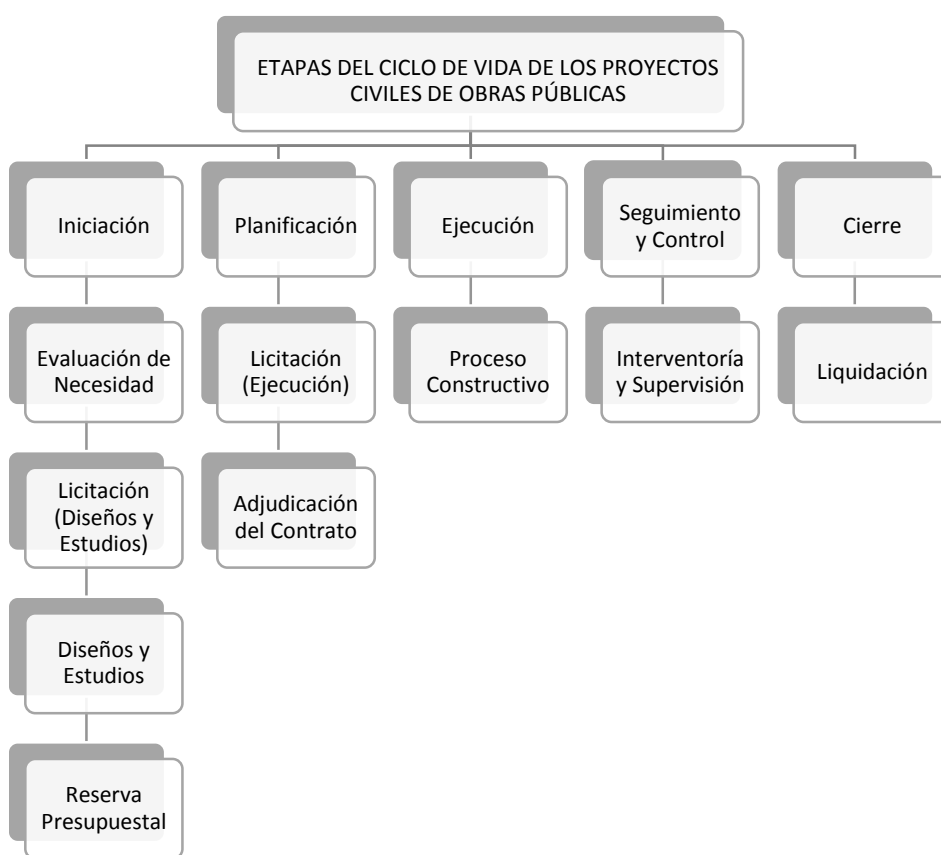 ETAPAS DEL CICLO DE VIDA DE LOS PROYECTOS
CIVILES DE OBRAS PÚBLICAS
Iniciación
Evaluación de
Necesidad
Licitación
(Diseños y
Estudios)
Diseños y
Estudios
Reserva
Presupuestal
Planificación
Licitación
(Ejecución)
Adjudicación
del Contrato
Ejecución
Proceso
Constructivo
Seguimiento
y Control
Interventoría
y Supervisión
Cierre
Liquidación